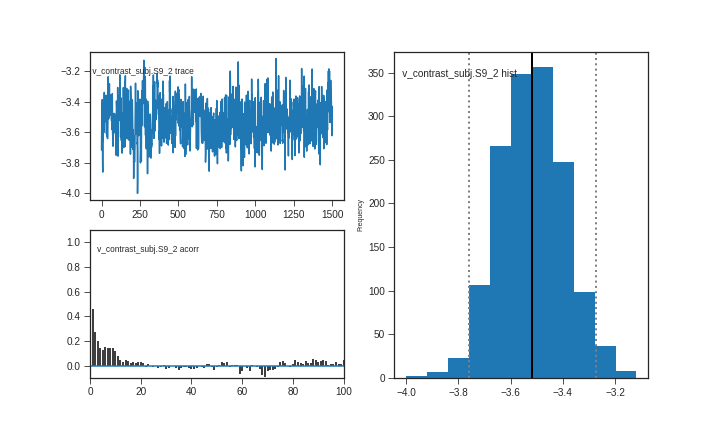 v_contrast_subj.S9_2 trace
−3.2
−3.4
−3.6
−3.8
−4.0
0 250 500 750 1000 1250 1500
v_contrast_subj.S9_2 acorr
1.0
0.8
0.6
0.4
0.2
0.0
0 20 40 60 80 100
v_contrast_subj.S9_2 hist
Frequency
350
300
250
200
150
100
50
0
−4.0 −3.8 −3.6 −3.4 −3.2